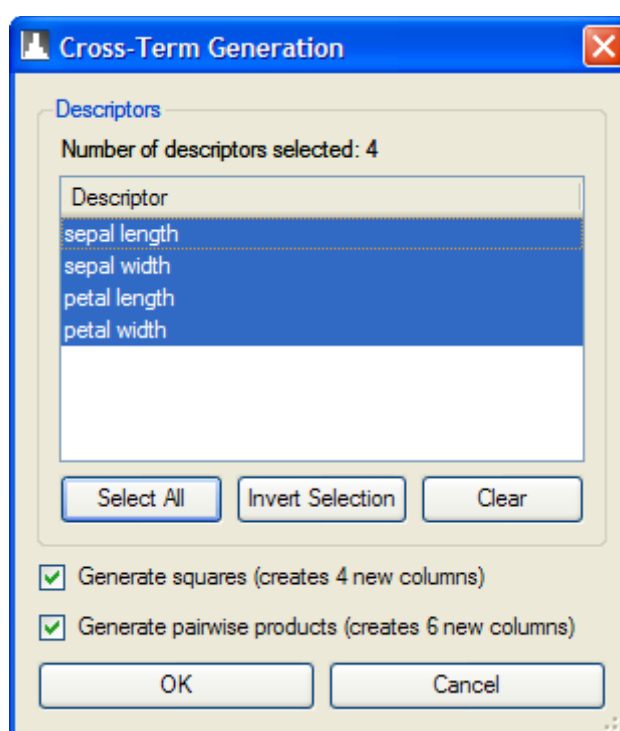 Cross-Term Generation
Descriptors
Number of descriptors selected: 4
Descriptor
sepal length
sepal width
petal length
petal width
Select All Invert Selection Clear
Generate squares (creates 4 new columns)
Generate pairwise products (creates 6 new columns)
OK Cancel